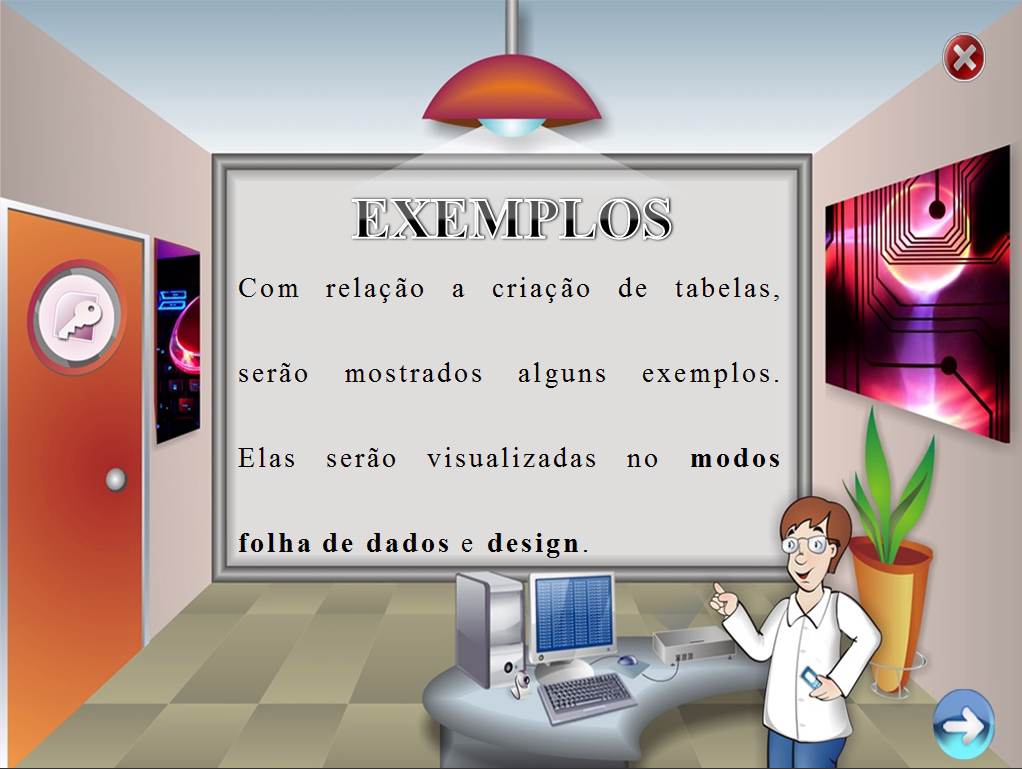 EXEMPLOS
Com relação a criação de tabelas,
serão mostrados alguns exemplos.
Elas serão visualizadas no modos
folha de dados e design.